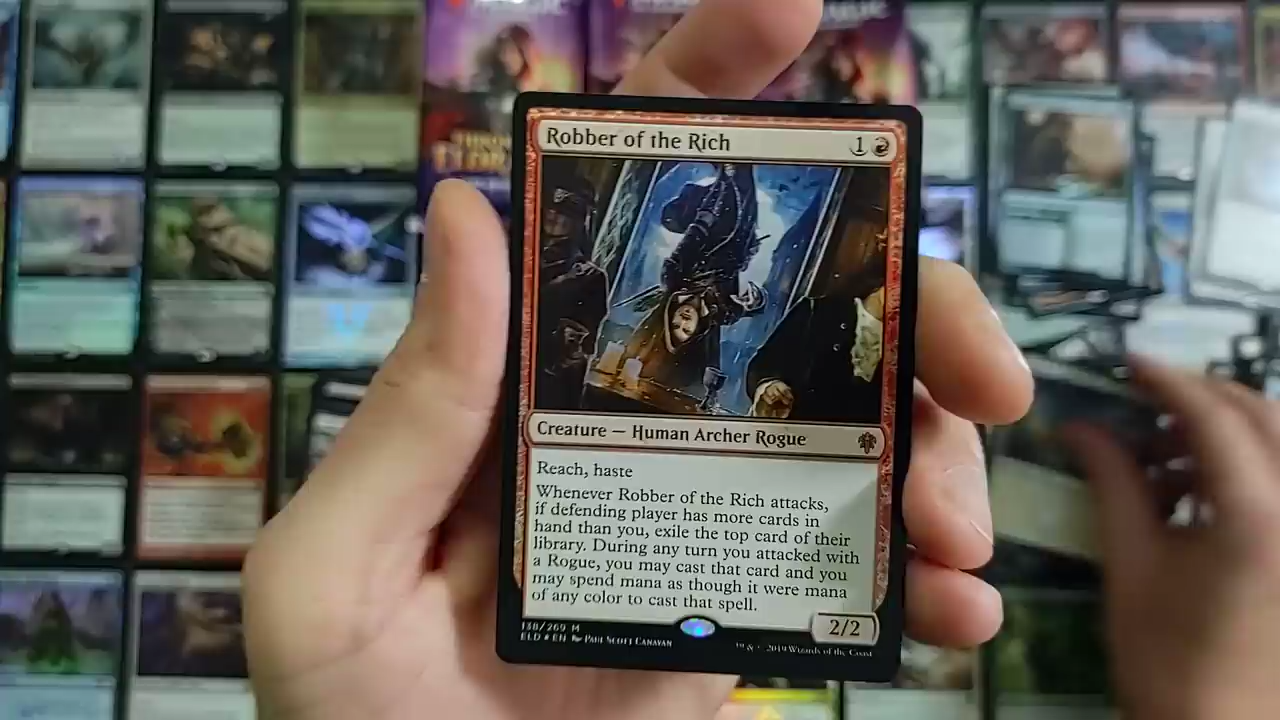 Robber of the Rich 1
Creature — Human Archer Rogue
Reach, haste
Whenever Robber of the Rich attacks,
if defending player has more cards in
hand than you, exile the top card of their
library. During any turn you attacked with
a Rogue, you may cast that card and you
may spend mana as though it were mana
of any color to cast that spell.
2/2
138/269 M
ELD ★ EN Paul Scott Canavan
™ & © 2019 Wizards of the Coast